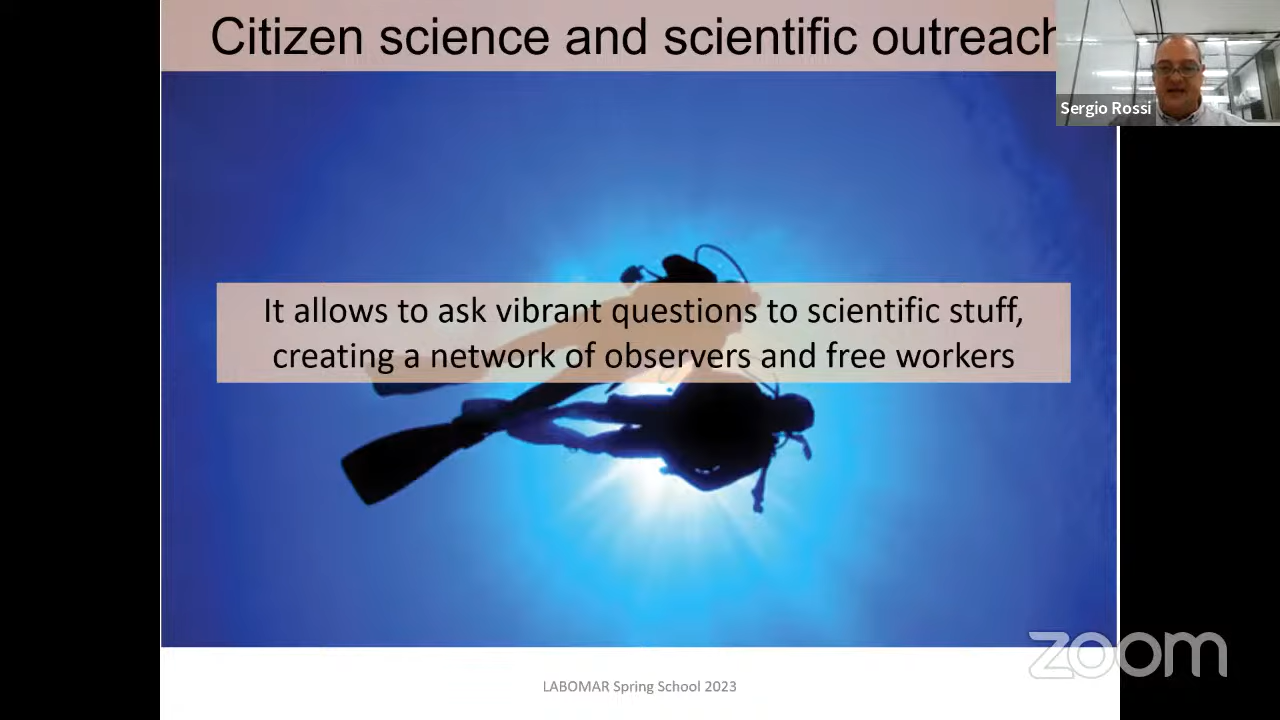 Citizen science and scientific outreach
Sergio Rossi
It allows to ask vibrant questions to scientific stuff,
creating a network of observers and free workers
zoom
LABOMAR Spring School 2023